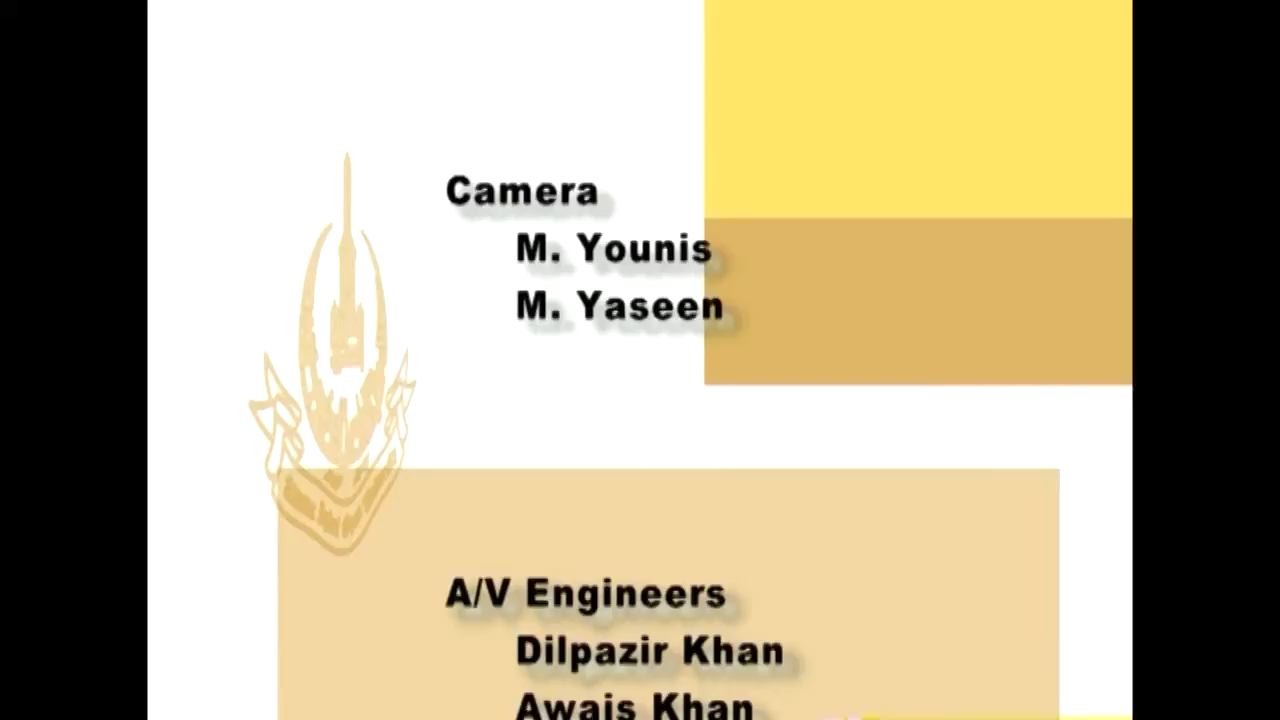 Camera
M. Younis
M. Yaseen
A/V Engineers
Dilpazir Khan
Awais Khan